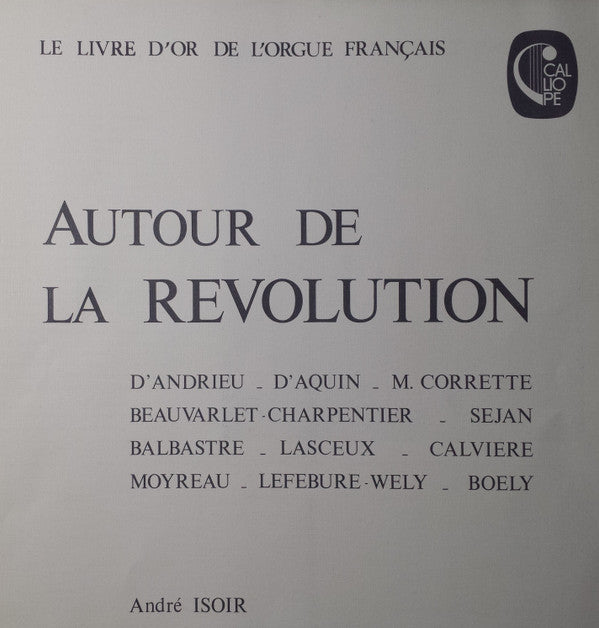 LE LIVRE D'OR DE L'ORGUE FRANÇAIS
CAL
LIO
PE
AUTOUR DE
LA REVOLUTION
D'ANDRIEU - D'AQUIN - M. CORRETTE
BEAUVARLET-CHARPENTIER - SEJAN
BALBASTRE - LASCEUX - CALVIERE
MOYREAU - LEFEBURE-WELY - BOELY
André ISOIR